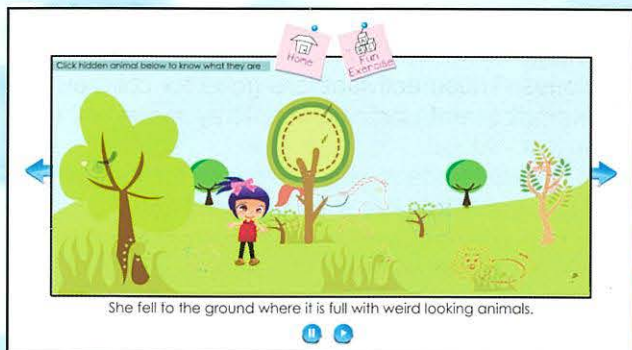 Home
Fun
Exercise
Click hidden animal below to know what they are
She fell to the ground where it is full with weird looking animals.